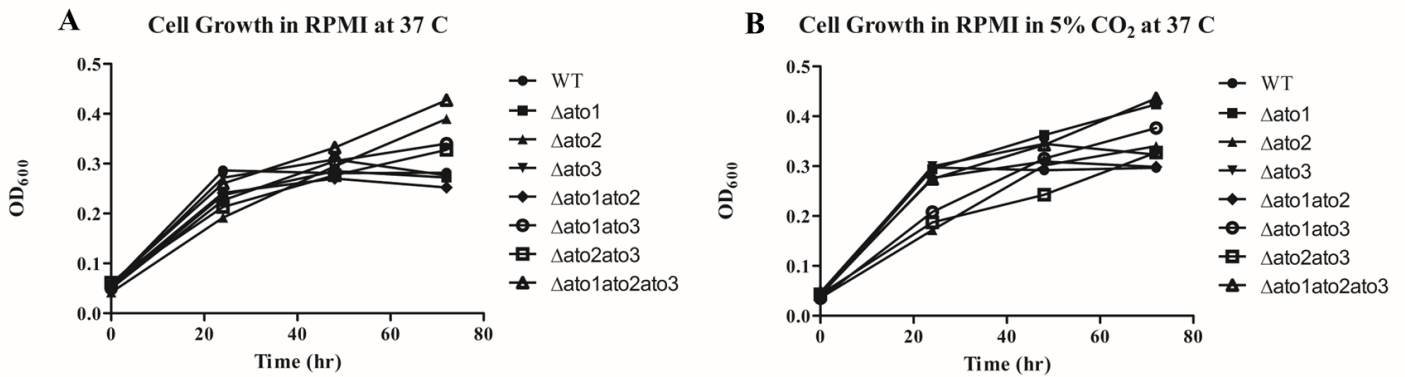 A
Cell Growth in RPMI at 37 C
0.5
0.4
0.3
0.2
0.1
0.0
OD600
0
20
40
60
80
Time (hr)
WT
Δato1
Δato2
Δato3
Δato1ato2
Δato1ato3
Δato2ato3
Δato1ato2ato3
B
Cell Growth in RPMI in 5% CO2 at 37 C
0.5
0.4
0.3
0.2
0.1
0.0
OD600
0
20
40
60
80
Time (hr)
WT
Δato1
Δato2
Δato3
Δato1ato2
Δato1ato3
Δato2ato3
Δato1ato2ato3